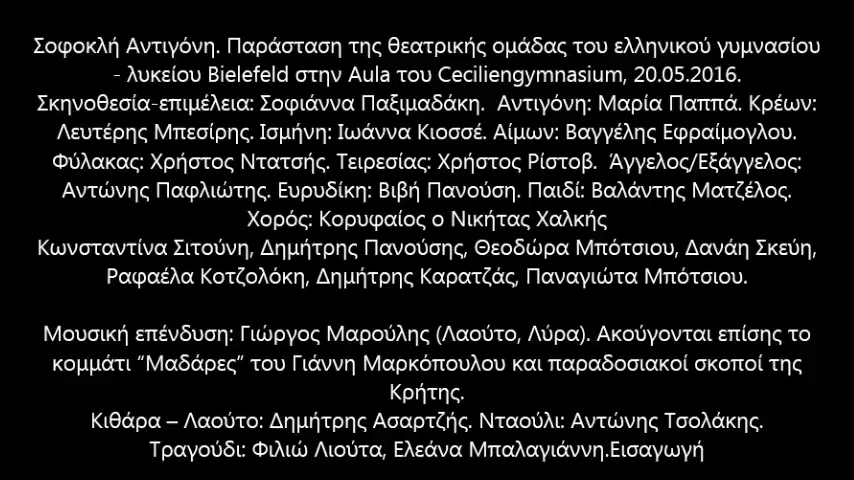 Σοφοκλή Αντιγόνη. Παράσταση της θεατρικής ομάδας του ελληνικού γυμνασίου
- λυκείου Bielefeld στην Aula του Ceciliengymnasium, 20.05.2016.
Σκηνοθεσία-επιμέλεια: Σοφιάννα Παξιμαδάκη.  Αντιγόνη: Μαρία Παππά. Κρέων:
Λευτέρης Μπεσίρης. Ισμήνη: Ιωάννα Κιοσσέ. Αίμων: Βαγγέλης Εφραίμογλου.
Φύλακας: Χρήστος Ντατσής. Τειρεσίας: Χρήστος Ρίστοβ.  Άγγελος/Εξάγγελος:
Αντώνης Παφλιώτης. Ευρυδίκη: Βιβή Πανούση. Παιδί: Βαλάντης Ματζέλος.
Χορός: Κορυφαίος ο Νικήτας Χαλκής
Κωνσταντίνα Σιτούνη, Δημήτρης Πανούσης, Θεοδώρα Μπότσιου, Δανάη Σκεύη,
Ραφαέλα Κοτζολόκη, Δημήτρης Καρατζάς, Παναγιώτα Μπότσιου.
Μουσική επένδυση: Γιώργος Μαρούλης (Λαούτο, Λύρα). Ακούγονται επίσης το
κομμάτι “Μαδάρες” του Γιάννη Μαρκόπουλου και παραδοσιακοί σκοποί της
Κρήτης.
Κιθάρα – Λαούτο: Δημήτρης Ασαρτζής. Νταούλι: Αντώνης Τσολάκης.
Τραγούδι: Φιλιώ Λιούτα, Ελεάνα Μπαλαγιάννη.Εισαγωγή